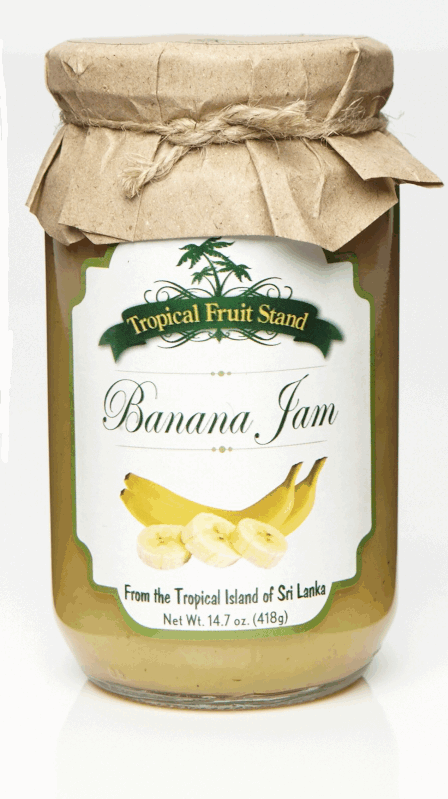 Tropical Fruit Stand
Banana Jam
From the Tropical Island of Sri Lanka
Net Wt. 14.7 oz. (418g)